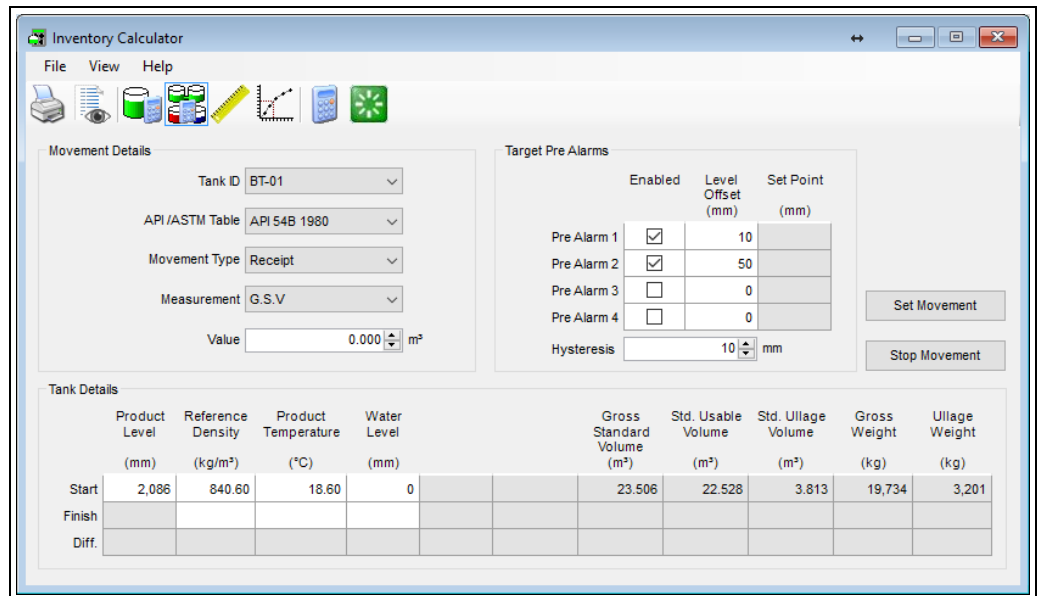 Inventory Calculator
File View Help
Movement Details
Tank ID BT-01
API/ASTM Table API 54B 1980
Movement Type Receipt
Measurement G.S.V
Value 0.000 m³
Target Pre Alarms
Enabled Level Offset (mm) Set Point (mm)
Pre Alarm 1 10
Pre Alarm 2 50
Pre Alarm 3 0
Pre Alarm 4 0
Hysteresis 10 mm
Set Movement
Stop Movement
Tank Details
Product Reference Product Water Gross Std. Usable Std. Ullage Gross Ullage
Level Density Temperature Level Standard Volume Volume Weight Weight
Volume
(mm) (kg/m³) (°C) (mm) (m³) (m³) (m³) (kg) (kg)
Start 2,086 840.60 18.60 0 23.506 22.528 3.813 19,734 3,201
Finish
Diff.